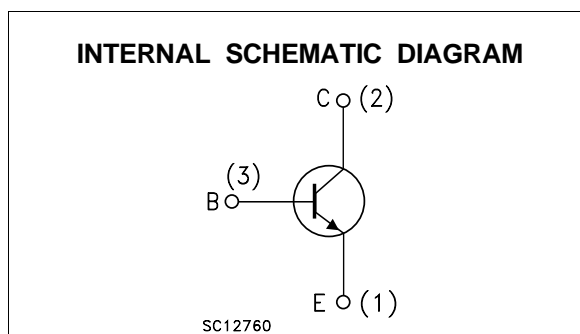 INTERNAL SCHEMATIC DIAGRAM
C (2)
(3)
B
E (1)
SC12760